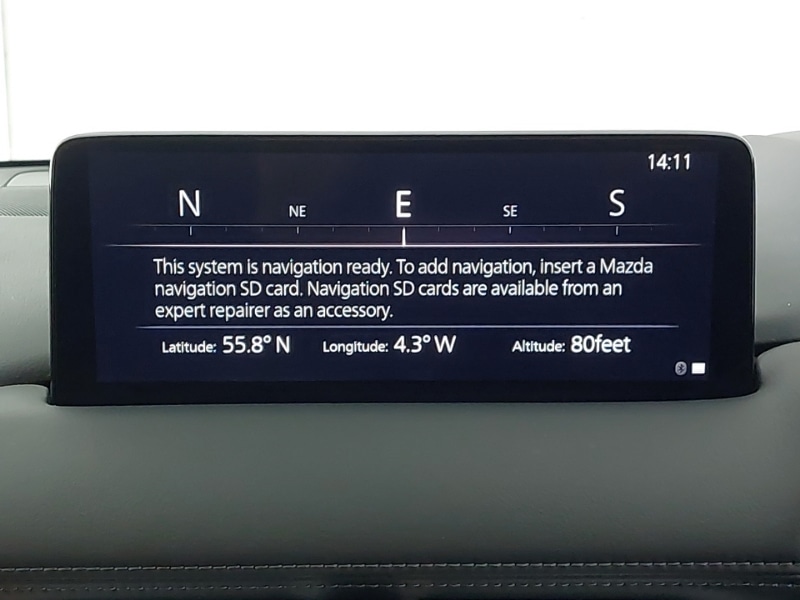 14:11
N NE E SE S
This system is navigation ready. To add navigation, insert a Mazda
navigation SD card. Navigation SD cards are available from an
expert repairer as an accessory.
Latitude: 55.8° N Longitude: 4.3° W Altitude: 80feet